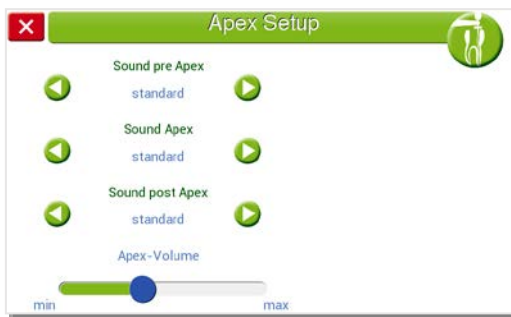 Apex Setup
Sound pre Apex
standard
Sound Apex
standard
Sound post Apex
standard
Apex-Volume
min max